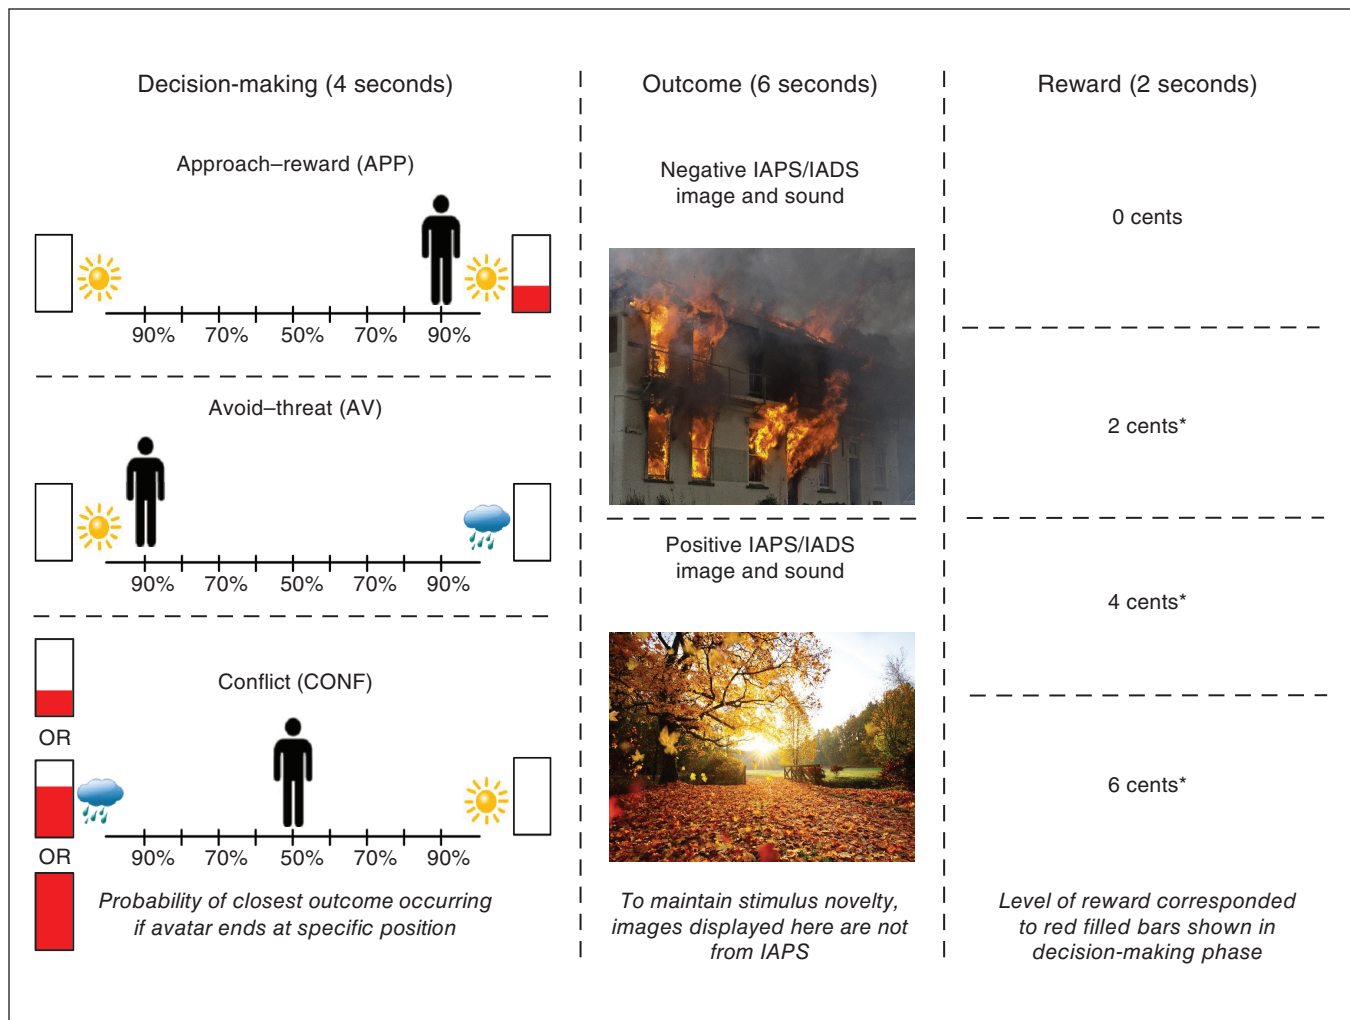 Decision-making (4 seconds)
Approach–reward (APP)
90% 70% 50% 70% 90%
Avoid–threat (AV)
90% 70% 50% 70% 90%
Conflict (CONF)
OR
OR
90% 70% 50% 70% 90%
Probability of closest outcome occurring
if avatar ends at specific position
Outcome (6 seconds)
Negative IAPS/IADS
image and sound
Positive IAPS/IADS
image and sound
To maintain stimulus novelty,
images displayed here are not
from IAPS
Reward (2 seconds)
0 cents
2 cents*
4 cents*
6 cents*
Level of reward corresponded
to red filled bars shown in
decision-making phase